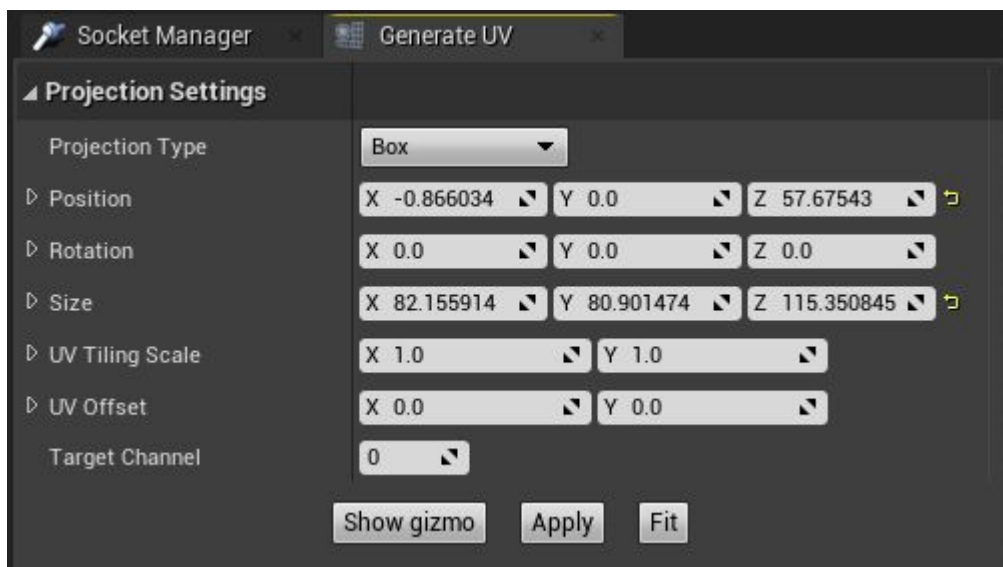 Socket Manager Generate UV
Projection Settings
Projection Type Box
Position X -0.866034 Y 0.0 Z 57.67543
Rotation X 0.0 Y 0.0 Z 0.0
Size X 82.155914 Y 80.901474 Z 115.350845
UV Tiling Scale X 1.0 Y 1.0
UV Offset X 0.0 Y 0.0
Target Channel 0
Show gizmo Apply Fit